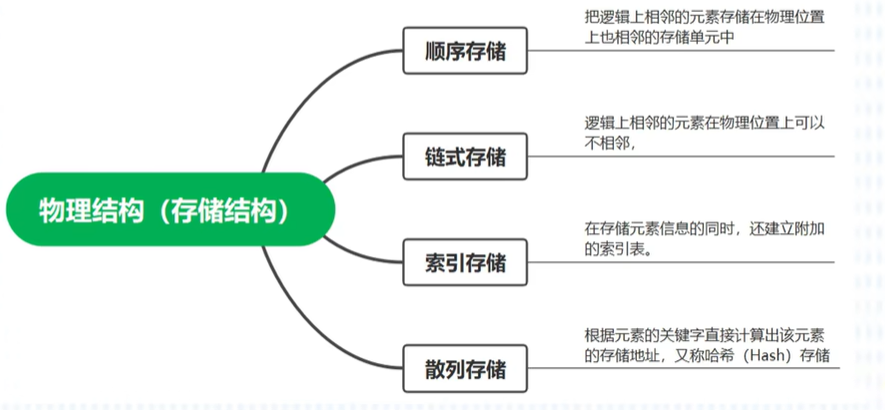 物理结构（存储结构）
顺序存储
把逻辑上相邻的元素存储在物理位置
上也相邻的存储单元中
链式存储
逻辑上相邻的元素在物理位置上可以
不相邻，
索引存储
在存储元素信息的同时，还建立附加
的索引表。
散列存储
根据元素的关键字直接计算出该元素
的存储地址，又称哈希（Hash）存储